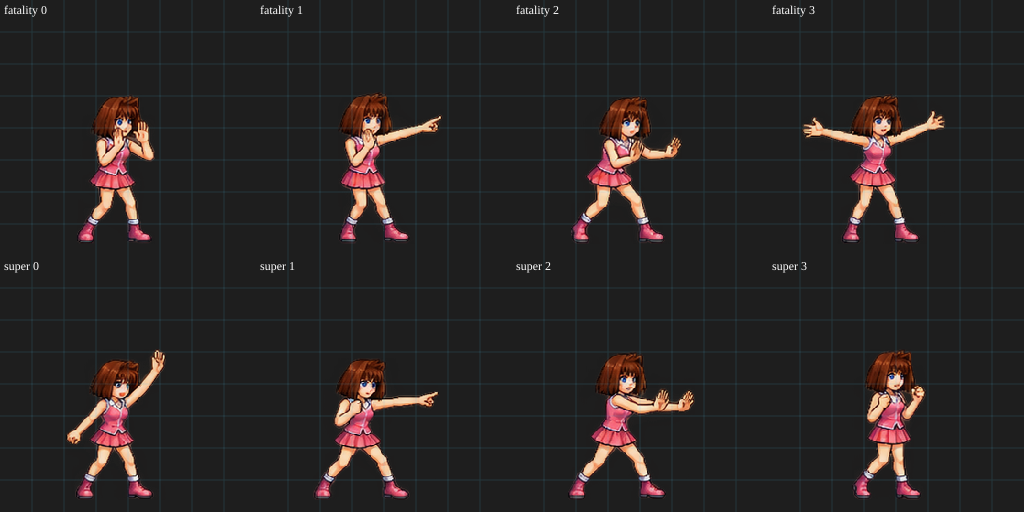 fatality 0
fatality 1
fatality 2
fatality 3
super 0
super 1
super 2
super 3